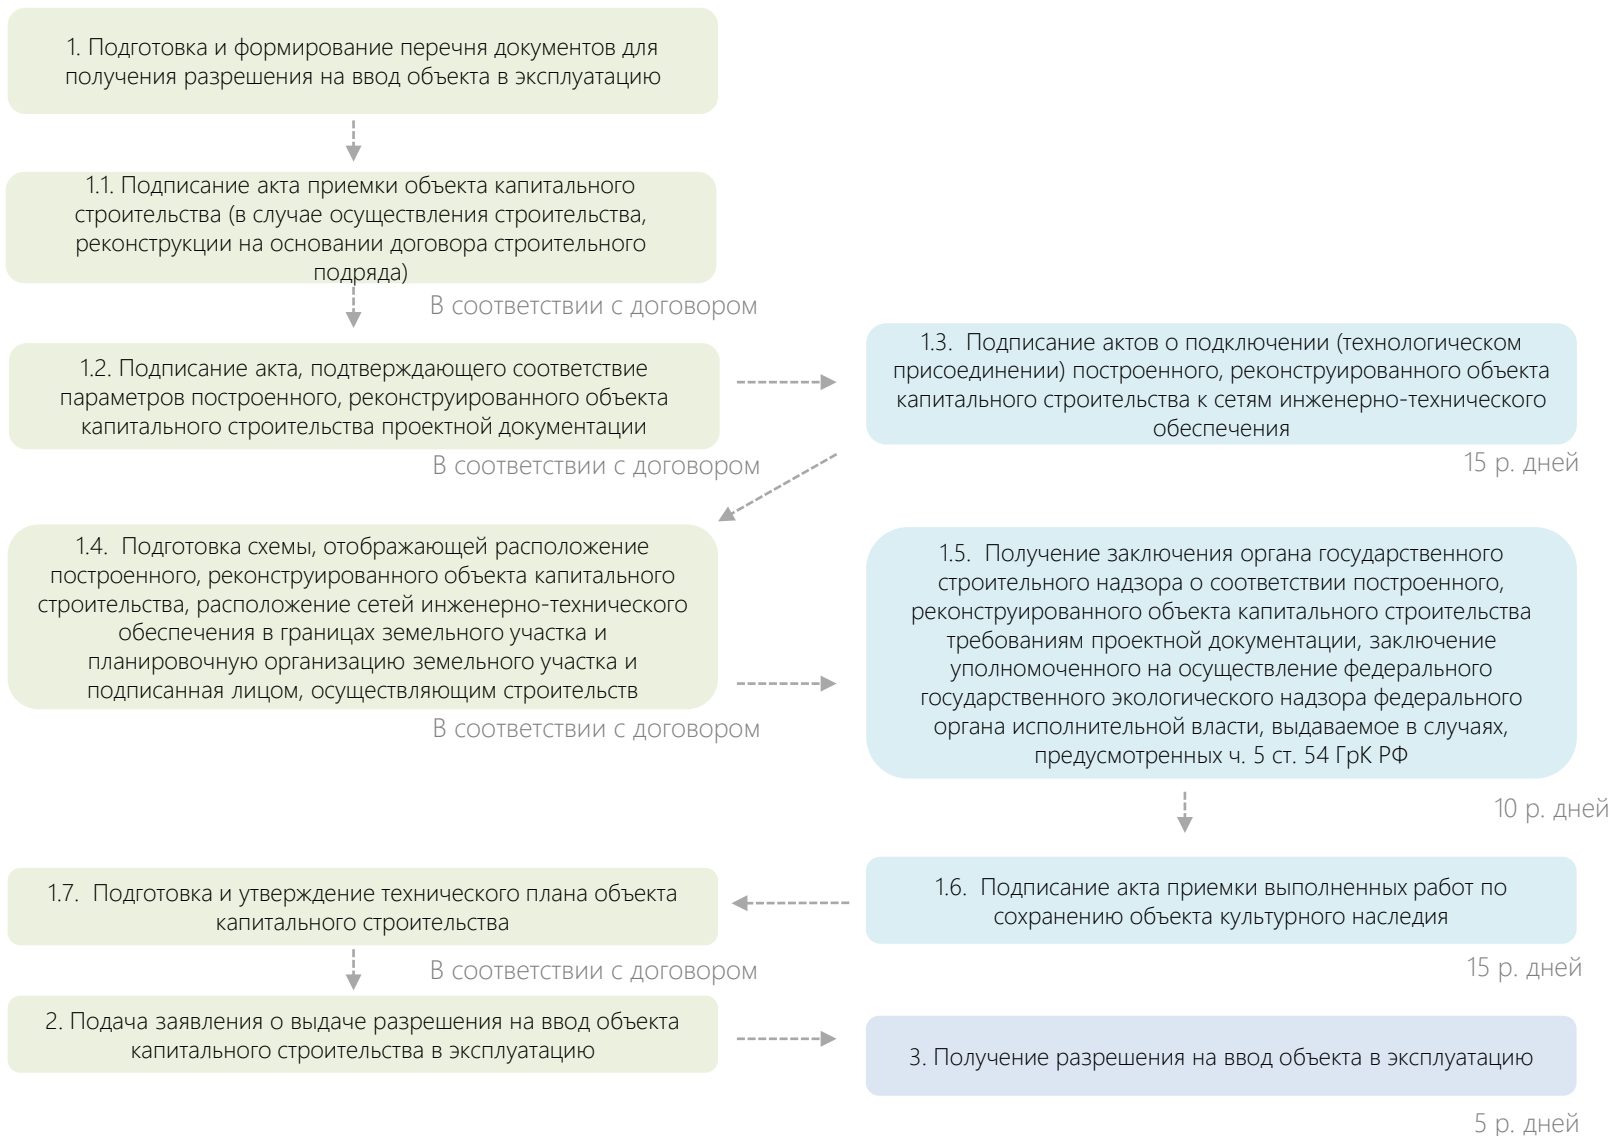 1. Подготовка и формирование перечня документов для
получения разрешения на ввод объекта в эксплуатацию
1.1. Подписание акта приемки объекта капитального
строительства (в случае осуществления строительства,
реконструкции на основании договора строительного
подряда)
В соответствии с договором
1.2. Подписание акта, подтверждающего соответствие
параметров построенного, реконструированного объекта
капитального строительства проектной документации
В соответствии с договором
1.3. Подписание актов о подключении (технологическом
присоединении) построенного, реконструированного объекта
капитального строительства к сетям инженерно-технического
обеспечения
15 р. дней
1.4. Подготовка схемы, отображающей расположение
построенного, реконструированного объекта капитального
строительства, расположение сетей инженерно-технического
обеспечения в границах земельного участка и
планировочную организацию земельного участка и
подписанная лицом, осуществляющим строительств
В соответствии с договором
1.5. Получение заключения органа государственного
строительного надзора о соответствии построенного,
реконструированного объекта капитального строительства
требованиям проектной документации, заключение
уполномоченного на осуществление федерального
государственного экологического надзора федерального
органа исполнительной власти, выдаваемое в случаях,
предусмотренных ч. 5 ст. 54 ГрК РФ
10 р. дней
1.6. Подписание акта приемки выполненных работ по
сохранению объекта культурного наследия
15 р. дней
1.7. Подготовка и утверждение технического плана объекта
капитального строительства
В соответствии с договором
2. Подача заявления о выдаче разрешения на ввод объекта
капитального строительства в эксплуатацию
3. Получение разрешения на ввод объекта в эксплуатацию
5 р. дней